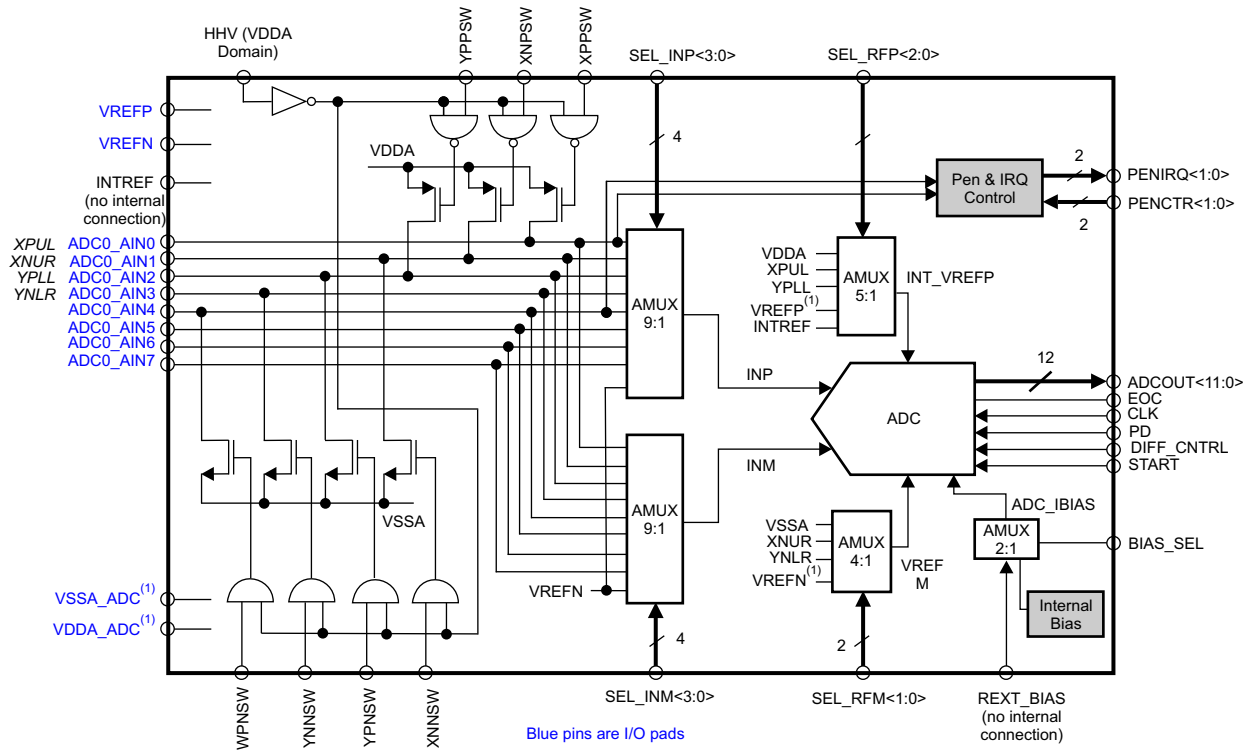 HHV (VDDA
Domain)
YPPSW
XNPSW
XPPSW
SEL_INP<3:0>
SEL_RFP<2:0>
VREFP
VREFN
INTREF
(no internal
connection)
VDDA
4
Pen & IRQ
Control
2
PENIRQ<1:0>
PENCTR<1:0>
2
XPUL ADC0_AIN0
XNUR ADC0_AIN1
YPLL ADC0_AIN2
YNLR ADC0_AIN3
ADC0_AIN4
ADC0_AIN5
ADC0_AIN6
ADC0_AIN7
AMUX
9:1
VDDA
XPUL
YPLL
VREFP(1)
INTREF
AMUX
5:1
INT_VREFP
INP
ADC
12
ADCOUT<11:0>
EOC
CLK
PD
DIFF_CNTRL
START
INM
AMUX
9:1
VSSA
VREFN
VSSA
XNUR
YNLR
VREFN(1)
AMUX
4:1
VREF
M
ADC_IBIAS
AMUX
2:1
BIAS_SEL
Internal
Bias
VSSA_ADC(1)
VDDA_ADC(1)
4
2
WPNSW
YNNSW
YPNSW
XNNSW
SEL_INM<3:0>
SEL_RFM<1:0>
REXT_BIAS
(no internal
connection)
Blue pins are I/O pads